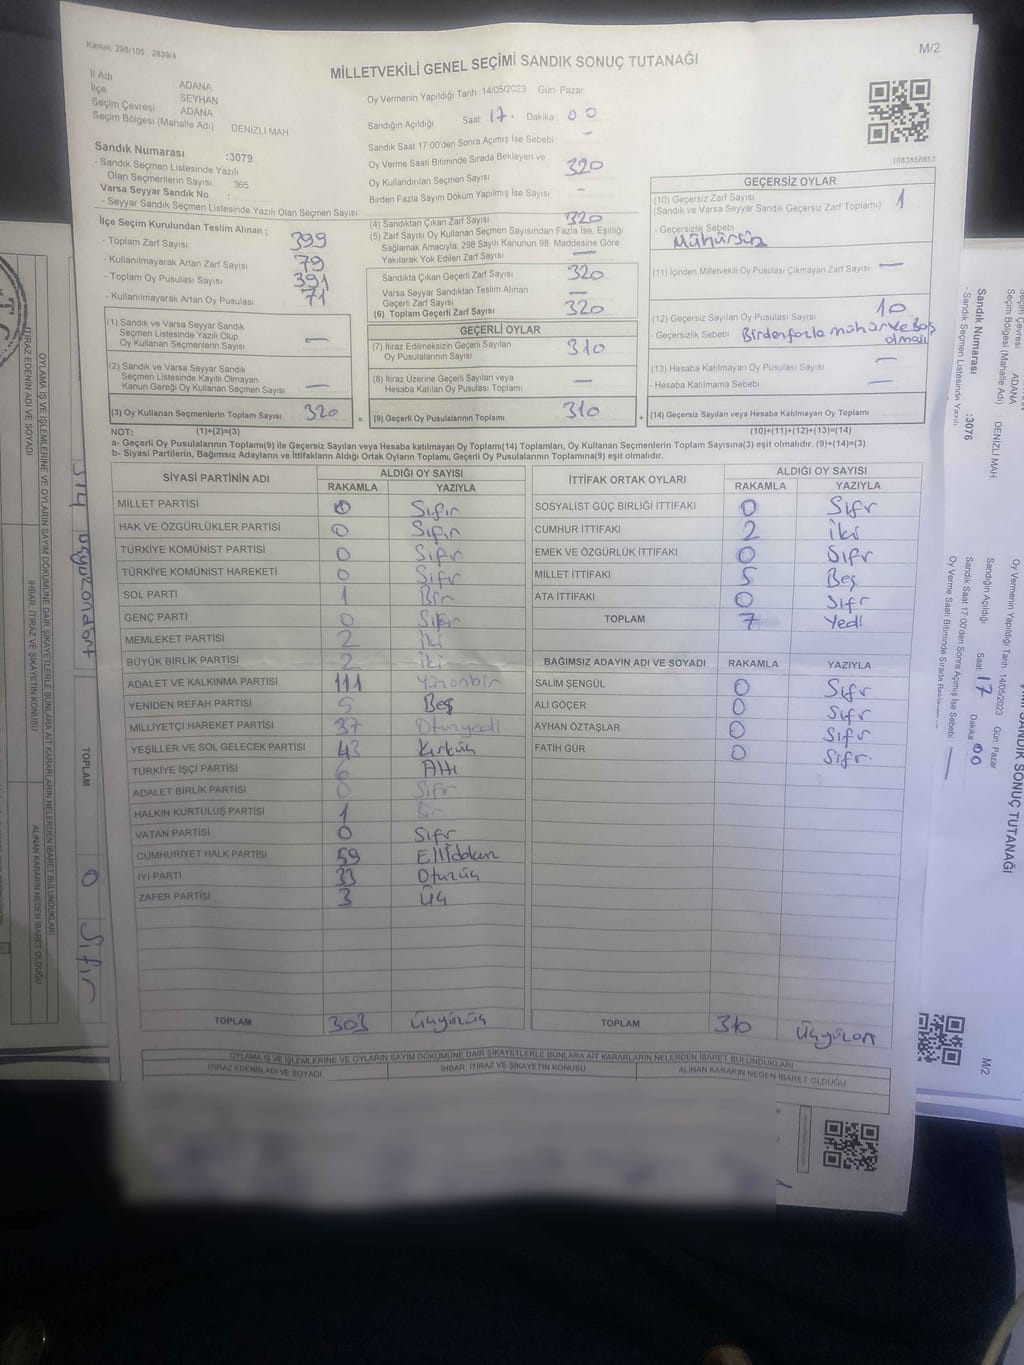 Kanun: 298/105 2839/4
M/2
MİLLETVEKİLİ GENEL SEÇİMİ SANDIK SONUÇ TUTANAĞI
İl Adı : ADANA
İlçe : SEYHAN
Seçim Çevresi : ADANA
Seçim Bölgesi (Mahalle Adı) DENİZLİ MAH
Oy Vermenin Yapıldığı Tarih :14/05/2023 Gün: Pazar
Sandığın Açıldığı Saat: 17. Dakika: 00
Sandık Saat 17:00'den Sonra Açımış İse Sebebi : -
Oy Verme Saati Bitiminde Sırada Bekleyen ve
Oy Kullandırılan Seçmen Sayısı 320
Birden Fazla Sayım Döküm Yapılmış İse Sayısı -
1083858853
Sandık Numarası :3079
- Sandık Seçmen Listesinde Yazılı
Olan Seçmenlerin Sayısı : 365
Varsa Seyyar Sandık No :
- Seyyar Sandık Seçmen Listesinde Yazılı Olan Seçmen Sayısı
İlçe Seçim Kurulundan Teslim Alınan ;
- Toplam Zarf Sayısı 399
- Kullanılmayarak Artan Zarf Sayısı 79
- Toplam Oy Pusulası Sayısı 391
- Kullanılmayarak Artan Oy Pusulası 71
(1) Sandık ve Varsa Seyyar Sandık
Seçmen Listesinde Yazılı Olup
Oy Kullanan Seçmenlerin Sayısı —
(2) Sandık ve Varsa Seyyar Sandık
Seçmen Listesinde Kayıtlı Olmayan
Kanun Gereği Oy Kullanan Seçmen Sayısı —
(3) Oy Kullanan Seçmenlerin Toplam Sayısı 320 =
(4) Sandıktan Çıkan Zarf Sayısı 320
(5) Zarf Sayısı Oy Kullanan Seçmen Sayısından Fazla İse, Eşitliği
Sağlamak Amacıyla, 298 Sayılı Kanunun 98. Maddesine Göre
Yakılarak Yok Edilen Zarf Sayısı —
Sandıkta Çıkan Geçerli Zarf Sayısı 320
Varsa Seyyar Sandıktan Teslim Alınan
Geçerli Zarf Sayısı —
(6) Toplam Geçerli Zarf Sayısı 320
GEÇERLİ OYLAR
(7) İtiraz Edilmeksizin Geçerli Sayılan
Oy Pusulalarının Sayısı 310
(8) İtiraz Üzerine Geçerli Sayılan veya
Hesaba Katılan Oy Pusulası Toplamı —
(9) Geçerli Oy Pusulalarının Toplamı 310 +
GEÇERSİZ OYLAR
(10) Geçersiz Zarf Sayısı
(Sandık ve Varsa Seyyar Sandık Geçersiz Zarf Toplamı) 1
- Geçersizlik Sebebi
Mühürsüz
(11) İçinden Milletvekili Oy Pusulası Çıkmayan Zarf Sayısı —
(12) Geçersiz Sayılan Oy Pusulası Sayısı 10
- Geçersizlik Sebebi Birdenfazla mühür ve Boş
olması
(13) Hesaba Katılmayan Oy Pusulası Sayısı —
- Hesaba Katılmama Sebebi —
(14) Geçersiz Sayılan veya Hesaba Katılmayan Oy Toplamı
NOT: (1)+(2)=(3) (10)+(11)+(12)+(13)=(14)
a- Geçerli Oy Pusulalarının Toplamı(9) ile Geçersiz Sayılan veya Hesaba katılmayan Oy Toplamı(14) Toplamları, Oy Kullanan Seçmenlerin Toplam Sayısına(3) eşit olmalıdır. (9)+(14)=(3)
b- Siyasi Partilerin, Bağımsız Adayların ve İttifakların Aldığı Ortak Oyların Toplamı, Geçerli Oy Pusulalarının Toplamına(9) eşit olmalıdır.
SİYASİ PARTİNİN ADI ALDIĞI OY SAYISI
RAKAMLA YAZIYLA
MİLLET PARTİSİ 0 Sıfır
HAK VE ÖZGÜRLÜKLER PARTİSİ 0 Sıfır
TÜRKİYE KOMÜNİST PARTİSİ 0 Sıfır
TÜRKİYE KOMÜNİST HAREKETİ 0 Sıfır
SOL PARTİ 1 Bir
GENÇ PARTİ 0 Sıfır
MEMLEKET PARTİSİ 2 iki
BÜYÜK BİRLİK PARTİSİ 2 iki
ADALET VE KALKINMA PARTİSİ 111 Yüzonbir
YENİDEN REFAH PARTİSİ 5 Beş
MİLLİYETÇİ HAREKET PARTİSİ 37 Otuzyedi
YEŞİLLER VE SOL GELECEK PARTİSİ 43 Kırküç
TÜRKİYE İŞÇİ PARTİSİ 6 Altı
ADALET BİRLİK PARTİSİ 0 Sıfır
HALKIN KURTULUŞ PARTİSİ 1 Bir
VATAN PARTİSİ 0 Sıfır
CUMHURİYET HALK PARTİSİ 59 Ellidokuz
İYİ PARTİ 33 Otuzüç
ZAFER PARTİSİ 3 Üç
TOPLAM 303 üçyüzüç
İTTİFAK ORTAK OYLARI ALDIĞI OY SAYISI
RAKAMLA YAZIYLA
SOSYALİST GÜÇ BİRLİĞİ İTTİFAKI 0 Sıfır
CUMHUR İTTİFAKI 2 iki
EMEK VE ÖZGÜRLÜK İTTİFAKI 0 Sıfır
MİLLET İTTİFAKI 5 Beş
ATA İTTİFAKI 0 Sıfır
TOPLAM 7 Yedi
BAĞIMSIZ ADAYIN ADI VE SOYADI RAKAMLA YAZIYLA
SALİM ŞENGÜL 0 Sıfır
ALİ GÖÇER 0 Sıfır
AYHAN ÖZTAŞLAR 0 Sıfır
FATİH GÜR 0 Sıfır.
TOPLAM 310 üçyüzon
OYLAMA İŞ VE İŞLEMLERİNE VE OYLARIN SAYIM DÖKÜMÜNE DAİR ŞİKAYETLERLE BUNLARA AİT KARARLARIN NELERDEN İBARET BULUNDUKLARI
İTİRAZ EDENİN ADI VE SOYADI İHBAR, İTİRAZ VE ŞİKAYETİN KONUSU ALINAN KARARIN NEDEN İBARET OLDUĞU
OYLAMA İŞ VE İŞLEMLERİNE VE OYLARIN SAYIM DÖKÜMÜNE DAİR ŞİKAYETLERLE BUNLARA AİT KARARLARIN NELERDEN İBARET BULUNDUKLARI
İTİRAZ EDENİN ADI VE SOYADI
İHBAR, İTİRAZ VE ŞİKAYETİN KONUSU
ALINAN KARARIN NEDEN İBARET OLDUĞU
314 üçyüzondört
TOPLAM 0 Sıfır
Seçim Çevresi
Seçim Bölgesi (Mahalle Adı) DENİZLİ MAH.
ADANA
Sandık Numarası :3076
- Sandık Seçmen Listesinde Yazılı
Oy Vermenin Yapıldığı Tarih :14/05/2023 Gün: Pazar
Sandığın Açıldığı Saat: 17 Dakika 00
Sandık Saat 17:00'den Sonra Açımış İse Sebebi : —
Oy Verme Saati Bitiminde Sırada
SANDIK SONUÇ TUTANAĞI
M/2